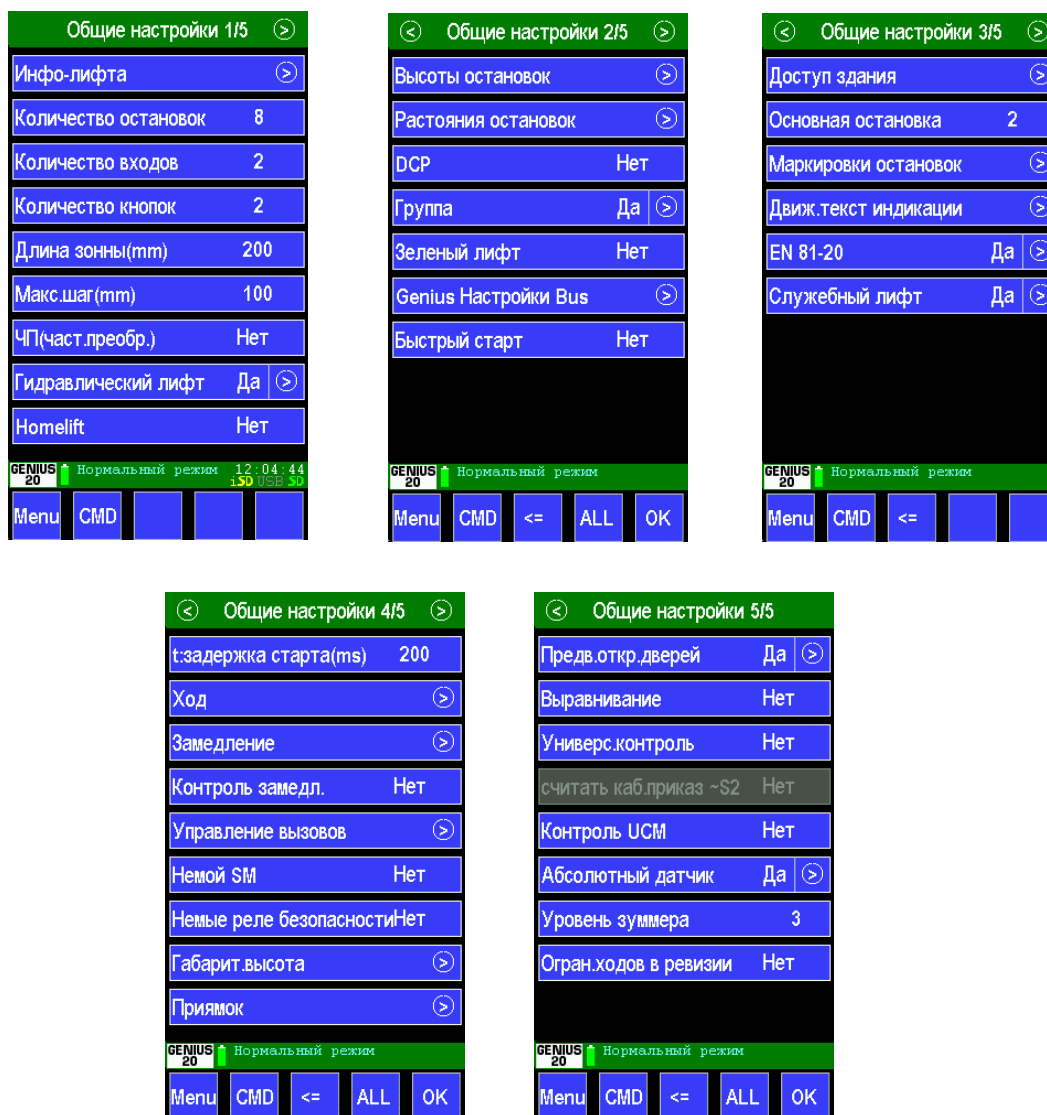 Общие настройки 1/5 >
Инфо-лифта >
Количество остановок 8
Количество входов 2
Количество кнопок 2
Длина зонны(mm) 200
Макс.шаг(mm) 100
ЧП(част.преобр.) Нет
Гидравлический лифт Да >
Homelift Нет
GENIUS 20 Нормальный режим 12:04:44
iSD USB SD
Menu CMD
< Общие настройки 2/5 >
Высоты остановок >
Растояния остановок >
DCP Нет
Группа Да >
Зеленый лифт Нет
Genius Настройки Bus >
Быстрый старт Нет
GENIUS 20 Нормальный режим
Menu CMD <= ALL OK
< Общие настройки 3/5 >
Доступ здания >
Основная остановка 2
Маркировки остановок >
Движ.текст индикации >
EN 81-20 Да >
Служебный лифт Да >
GENIUS 20 Нормальный режим
Menu CMD <=
< Общие настройки 4/5 >
t:задержка старта(ms) 200
Ход >
Замедление >
Контроль замедл. Нет
Управление вызовов >
Немой SM Нет
Немые реле безопасностиНет
Габарит.высота >
Приямок >
GENIUS 20 Нормальный режим
Menu CMD <= ALL OK
< Общие настройки 5/5
Предв.откр.дверей Да >
Выравнивание Нет
Универс.контроль Нет
считать каб.приказ ~S2 Нет
Контроль UCM Нет
Абсолютный датчик Да >
Уровень зуммера 3
Огран.ходов в ревизии Нет
GENIUS 20 Нормальный режим
Menu CMD <= ALL OK